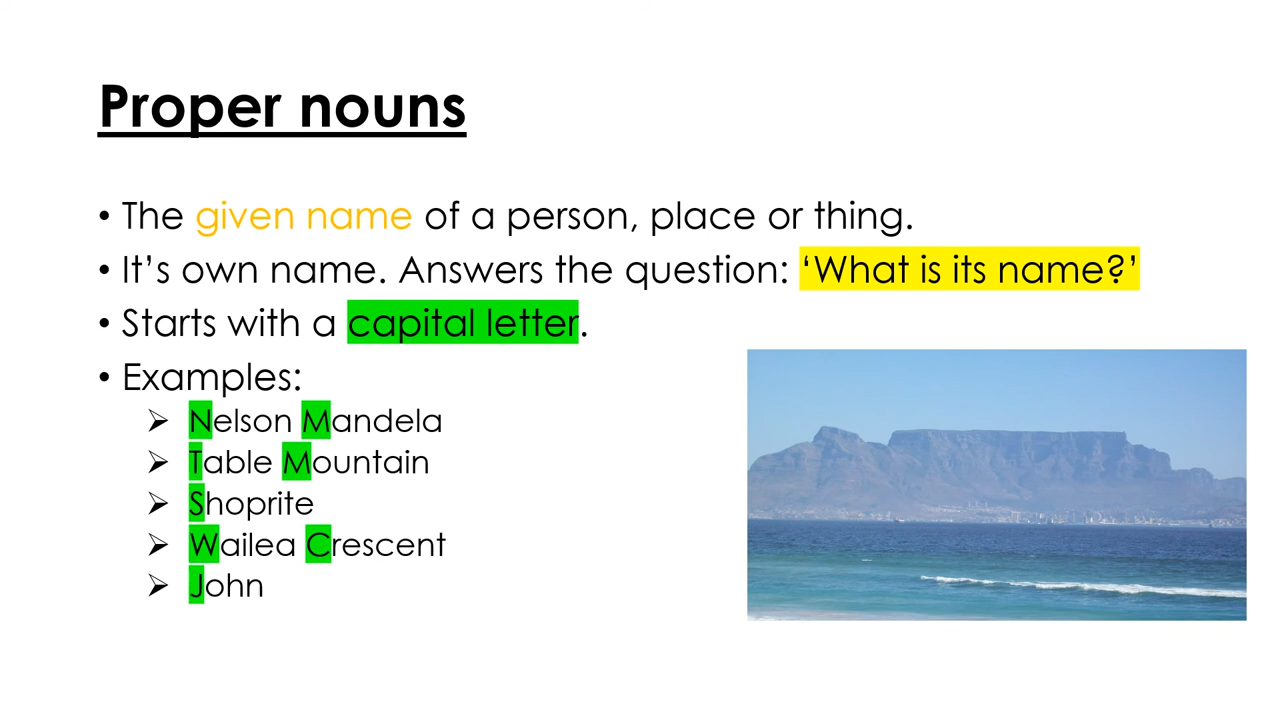 Proper nouns
• The given name of a person, place or thing.
• It’s own name. Answers the question: ‘What is its name?’
• Starts with a capital letter.
• Examples:
➢ Nelson Mandela
➢ Table Mountain
➢ Shoprite
➢ Wailea Crescent
➢ John